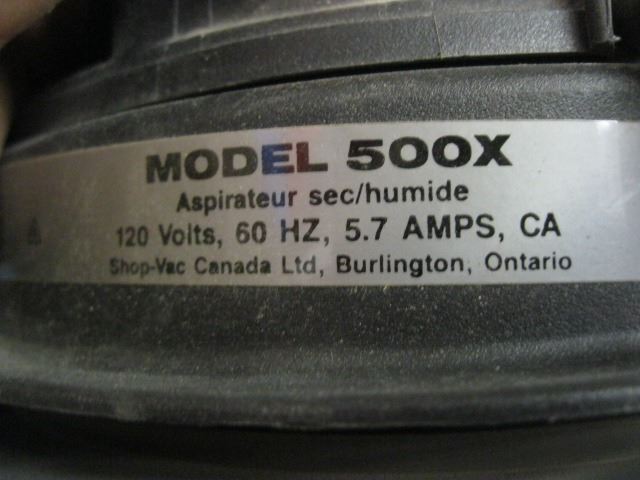 MODEL 500X
Aspirateur sec/humide
120 Volts, 60 HZ, 5.7 AMPS, CA
Shop-Vac Canada Ltd, Burlington, Ontario